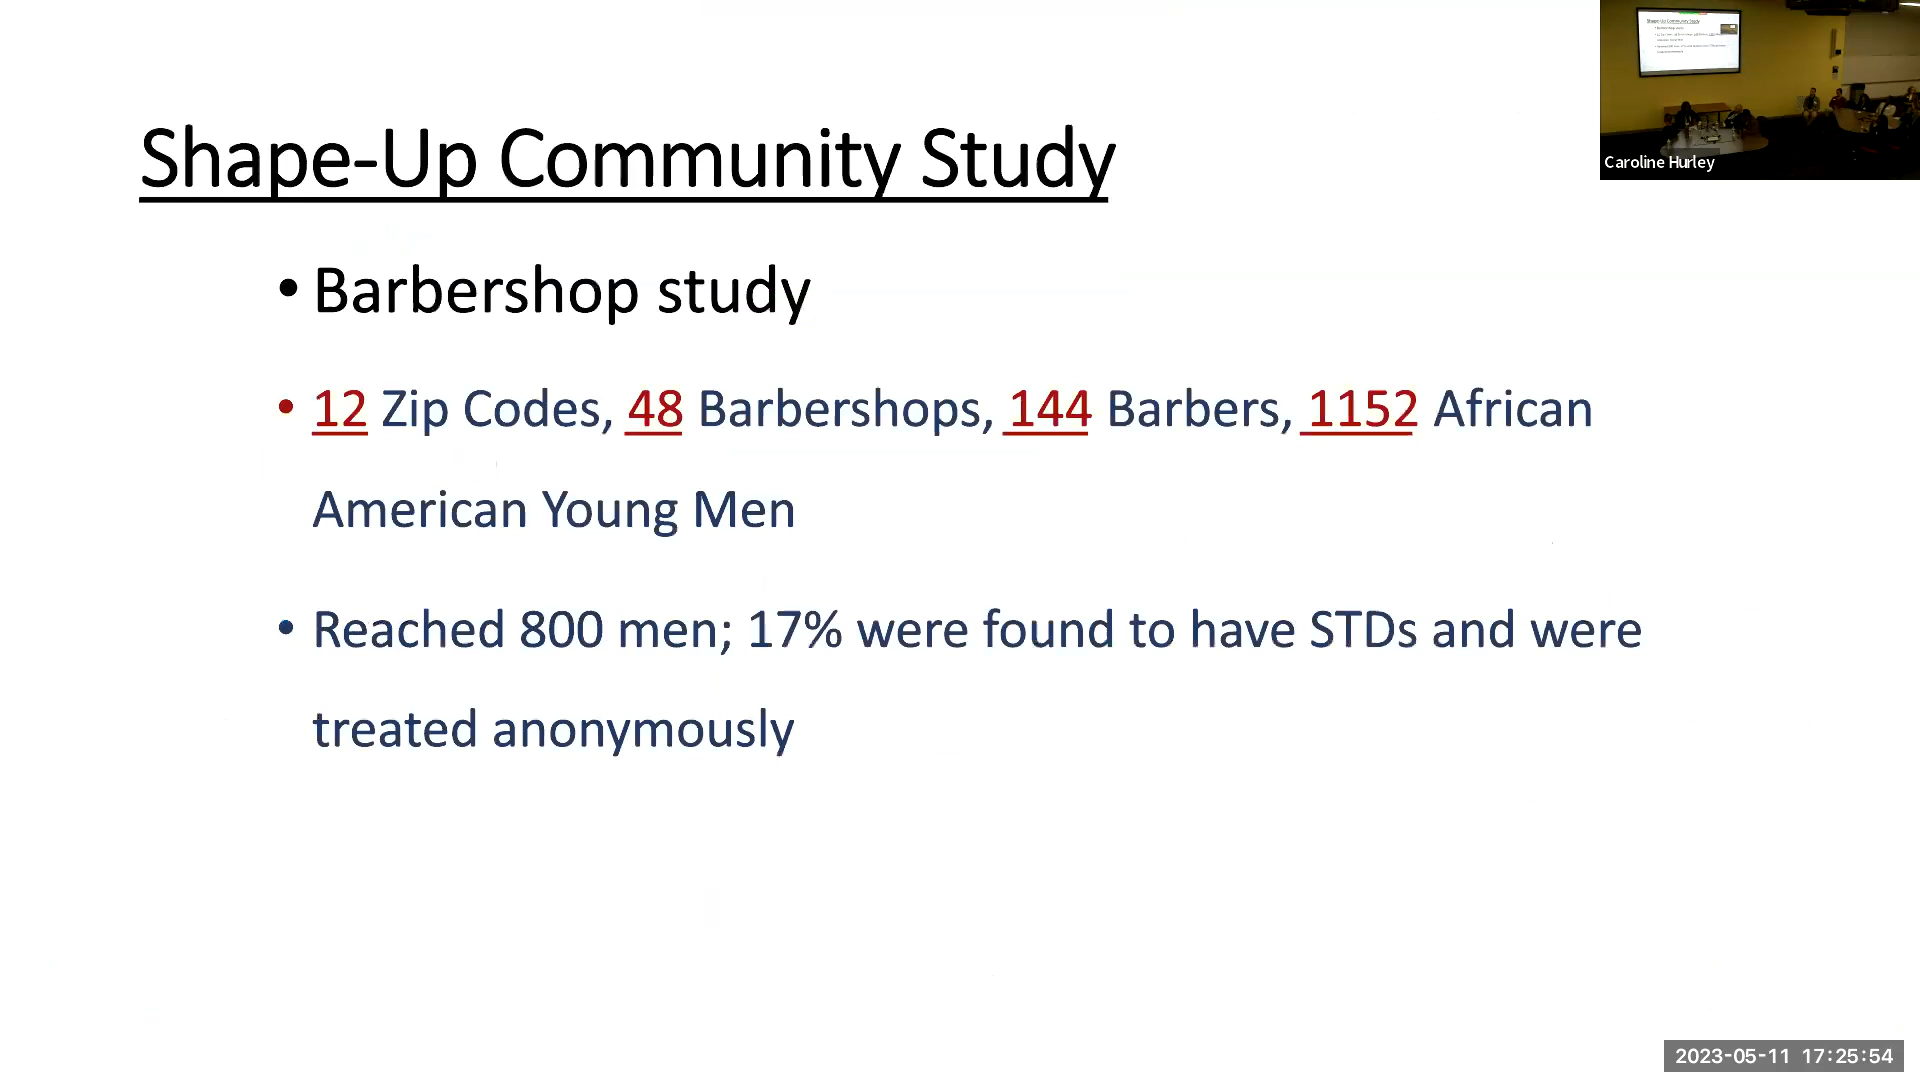 Shape-Up Community Study
• Barbershop study
• 12 Zip Codes, 48 Barbershops, 144 Barbers, 1152 African
American Young Men
• Reached 800 men; 17% were found to have STDs and were
treated anonymously
Caroline Hurley
2023-05-11 17:25:54